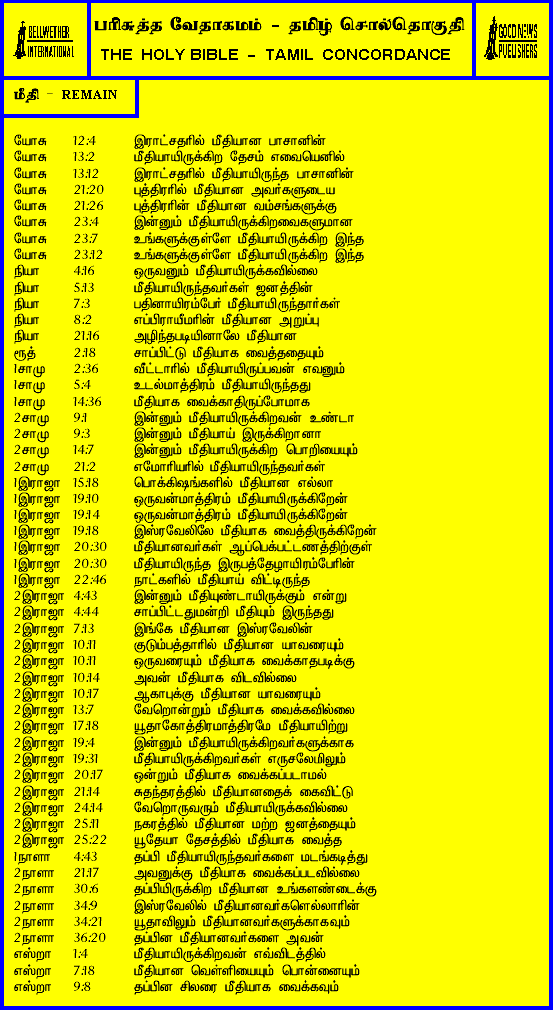 BELLWETHER
INTERNATIONAL
பரிசுத்த வேதாகமம் - தமிழ் சொல்தொகுதி
THE HOLY BIBLE - TAMIL CONCORDANCE
GOOD NEWS
PUBLISHERS
மீதி - REMAIN
யோசு 12:4 இராட்சதரில் மீதியான பாசானின்
யோசு 13:2 மீதியாயிருக்கிற தேசம் எவையெனில்
யோசு 13:12 இராட்சதரில் மீதியாயிருந்த பாசானின்
யோசு 21:20 புத்திரரில் மீதியான அவர்களுடைய
யோசு 21:26 புத்திரரின் மீதியான வம்சங்களுக்கு
யோசு 23:4 இன்னும் மீதியாயிருக்கிறவைகளுமான
யோசு 23:7 உங்களுக்குள்ளே மீதியாயிருக்கிற இந்த
யோசு 23:12 உங்களுக்குள்ளே மீதியாயிருக்கிற இந்த
நியா 4:16 ஒருவனும் மீதியாயிருக்கவில்லை
நியா 5:13 மீதியாயிருந்தவர்கள் ஜனத்தின்
நியா 7:3 பதினாயிரம்பேர் மீதியாயிருந்தார்கள்
நியா 8:2 எப்பிராயீமரின் மீதியான அறுப்பு
நியா 21:16 அழிந்தபடியினாலே மீதியான
ரூத் 2:18 சாப்பிட்டு மீதியாக வைத்ததையும்
1சாமு 2:36 வீட்டாரில் மீதியாயிருப்பவன் எவனும்
1சாமு 5:4 உடல்மாத்திரம் மீதியாயிருந்தது
1சாமு 14:36 மீதியாக வைக்காதிருப்போமாக
2சாமு 9:1 இன்னும் மீதியாயிருக்கிறவன் உண்டா
2சாமு 9:3 இன்னும் மீதியாய் இருக்கிறானா
2சாமு 14:7 இன்னும் மீதியாயிருக்கிற பொறியையும்
2சாமு 21:2 எமோரியரில் மீதியாயிருந்தவர்கள்
1இராஜா 15:18 பொக்கிஷங்களில் மீதியான எல்லா
1இராஜா 19:10 ஒருவன்மாத்திரம் மீதியாயிருக்கிறேன்
1இராஜா 19:14 ஒருவன்மாத்திரம் மீதியாயிருக்கிறேன்
1இராஜா 19:18 இஸ்ரவேலிலே மீதியாக வைத்திருக்கிறேன்
1இராஜா 20:30 மீதியானவர்கள் ஆப்பெக்பட்டணத்திற்குள்
1இராஜா 20:30 மீதியாயிருந்த இருபத்தேழாயிரம்பேரின்
1இராஜா 22:46 நாட்களில் மீதியாய் விட்டிருந்த
2இராஜா 4:43 இன்னும் மீதியுண்டாயிருக்கும் என்று
2இராஜா 4:44 சாப்பிட்டதுமன்றி மீதியும் இருந்தது
2இராஜா 7:13 இங்கே மீதியான இஸ்ரவேலின்
2இராஜா 10:11 குடும்பத்தாரில் மீதியான யாவரையும்
2இராஜா 10:11 ஒருவரையும் மீதியாக வைக்காதபடிக்கு
2இராஜா 10:14 அவன் மீதியாக விடவில்லை
2இராஜா 10:17 ஆகாபுக்கு மீதியான யாவரையும்
2இராஜா 13:7 வேறொன்றும் மீதியாக வைக்கவில்லை
2இராஜா 17:18 யூதாகோத்திரமாத்திரமே மீதியாயிற்று
2இராஜா 19:4 இன்னும் மீதியாயிருக்கிறவர்களுக்காக
2இராஜா 19:31 மீதியாயிருக்கிறவர்கள் எருசலேமிலும்
2இராஜா 20:17 ஒன்றும் மீதியாக வைக்கப்படாமல்
2இராஜா 21:14 சுதந்தரத்தில் மீதியானதைக் கைவிட்டு
2இராஜா 24:14 வேறொருவரும் மீதியாயிருக்கவில்லை
2இராஜா 25:11 நகரத்தில் மீதியான மற்ற ஜனத்தையும்
2இராஜா 25:22 யூதேயா தேசத்தில் மீதியாக வைத்த
1நாளா 4:43 தப்பி மீதியாயிருந்தவர்களை மடங்கடித்து
2நாளா 21:17 அவனுக்கு மீதியாக வைக்கப்படவில்லை
2நாளா 30:6 தப்பியிருக்கிற மீதியான உங்களண்டைக்கு
2நாளா 34:9 இஸ்ரவேலில் மீதியானவர்களெல்லாரின்
2நாளா 34:21 யூதாவிலும் மீதியானவர்களுக்காகவும்
2நாளா 36:20 தப்பின மீதியானவர்களை அவன்
எஸ்றா 1:4 மீதியாயிருக்கிறவன் எவ்விடத்தில்
எஸ்றா 7:18 மீதியான வெள்ளியையும் பொன்னையும்
எஸ்றா 9:8 தப்பின சிலரை மீதியாக வைக்கவும்